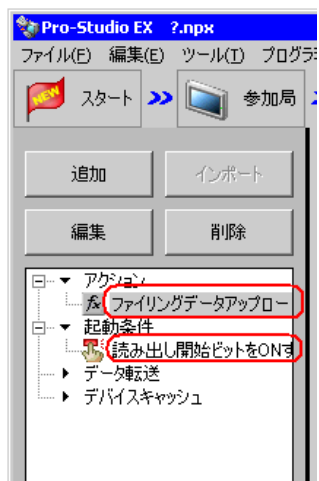 Pro-Studio EX ?.npx
ファイル(F) 編集(E) ツール(T) プログラ
NEW スタート 参加局
追加 インポート
編集 削除
アクション
fx ファイリングデータアップロー
起動条件
読み出し開始ビットをONす
データ転送
デバイスキャッシュ